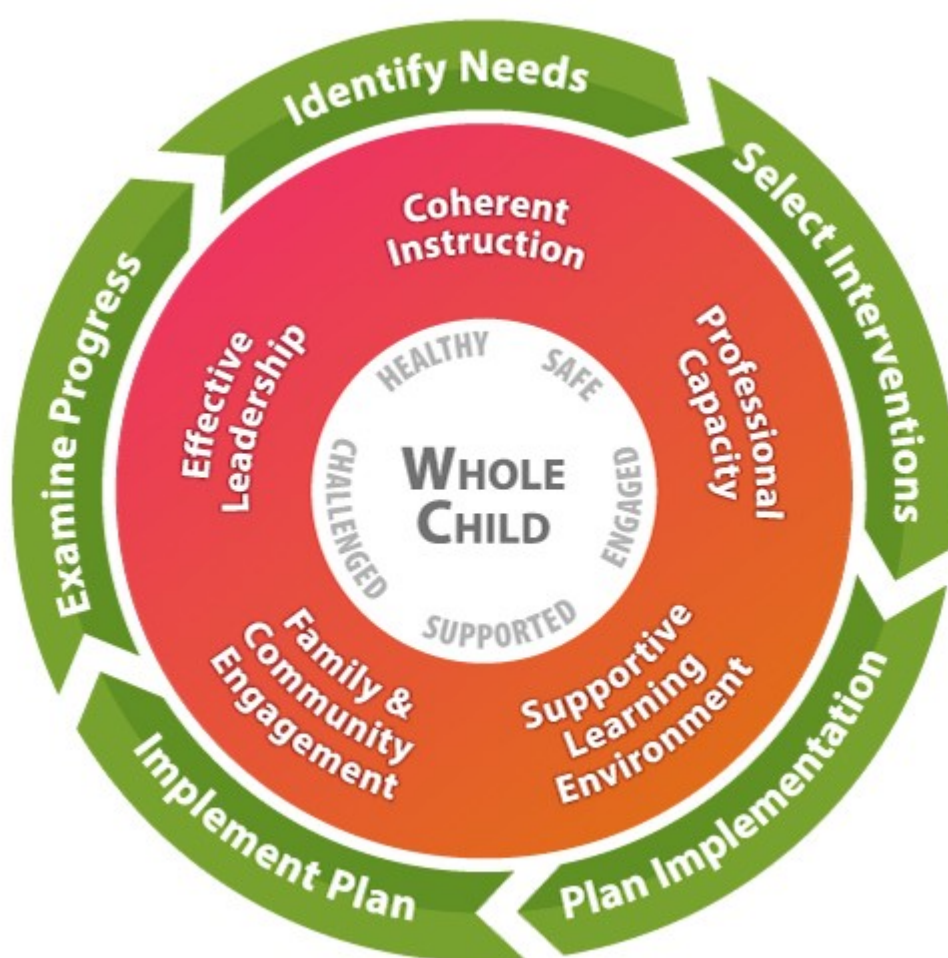 Identify Needs
Select Interventions
Plan Implementation
Implement Plan
Examine Progress
Coherent
Instruction
Professional
Capacity
Supportive
Learning
Environment
Family &
Community
Engagement
Effective
Leadership
HEALTHY
SAFE
ENGAGED
SUPPORTED
CHALLENGED
WHOLE
CHILD